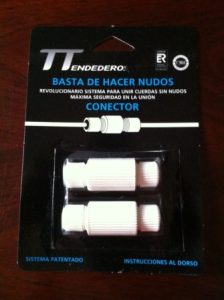 TTENDEDERO
BASTA DE HACER NUDOS
REVOLUCIONARIO SISTEMA PARA UNIR CUERDAS SIN NUDOS
MÁXIMA SEGURIDAD EN LA UNIÓN
CONECTOR
SISTEMA PATENTADO
INSTRUCCIONES AL DORSO